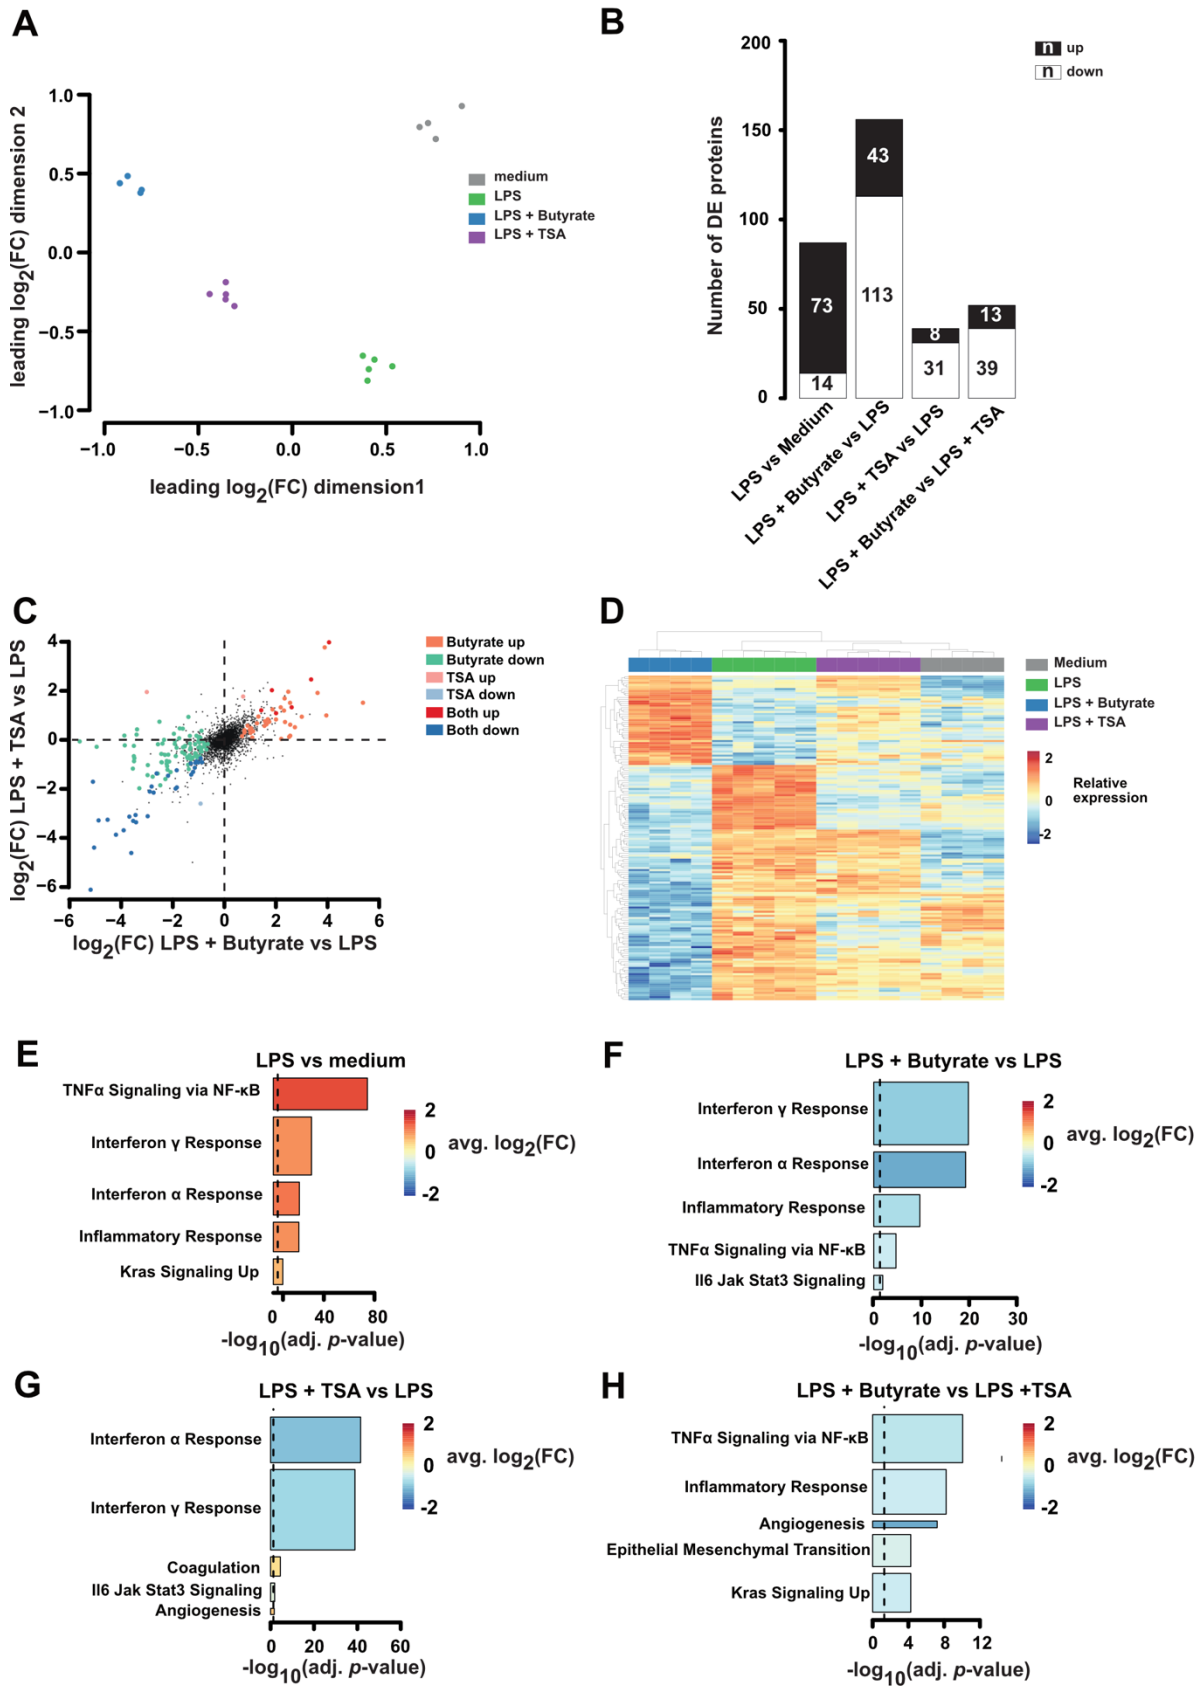 A
leading log2(FC) dimension 2
1.0
0.5
0.0
−0.5
−1.0
−1.0
−0.5
0.0
0.5
1.0
leading log2(FC) dimension1
medium
LPS
LPS + Butyrate
LPS + TSA
B
Number of DE proteins
200
150
100
50
0
n up
n down
73
14
43
113
8
31
13
39
LPS vs Medium
LPS + Butyrate vs LPS
LPS + TSA vs LPS
LPS + Butyrate vs LPS + TSA
C
log2(FC) LPS + TSA vs LPS
4
2
0
−2
−4
−6
−6
−4
−2
0
2
4
6
log2(FC) LPS + Butyrate vs LPS
Butyrate up
Butyrate down
TSA up
TSA down
Both up
Both down
D
Medium
LPS
LPS + Butyrate
LPS + TSA
2
0
-2
Relative
expression
E
LPS vs medium
TNFα Signaling via NF-κB
Interferon γ Response
Interferon α Response
Inflammatory Response
Kras Signaling Up
0
40
80
-log10(adj. p-value)
2
0
-2
avg. log2(FC)
F
LPS + Butyrate vs LPS
Interferon γ Response
Interferon α Response
Inflammatory Response
TNFα Signaling via NF-κB
Il6 Jak Stat3 Signaling
0
10
20
30
-log10(adj. p-value)
2
0
-2
avg. log2(FC)
G
LPS + TSA vs LPS
Interferon α Response
Interferon γ Response
Coagulation
Il6 Jak Stat3 Signaling
Angiogenesis
0
20
40
60
-log10(adj. p-value)
2
0
-2
avg. log2(FC)
H
LPS + Butyrate vs LPS +TSA
TNFα Signaling via NF-κB
Inflammatory Response
Angiogenesis
Epithelial Mesenchymal Transition
Kras Signaling Up
0
4
8
12
-log10(adj. p-value)
2
0
-2
avg. log2(FC)